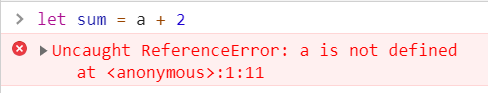 let sum = a + 2
Uncaught ReferenceError: a is not defined
at <anonymous>:1:11